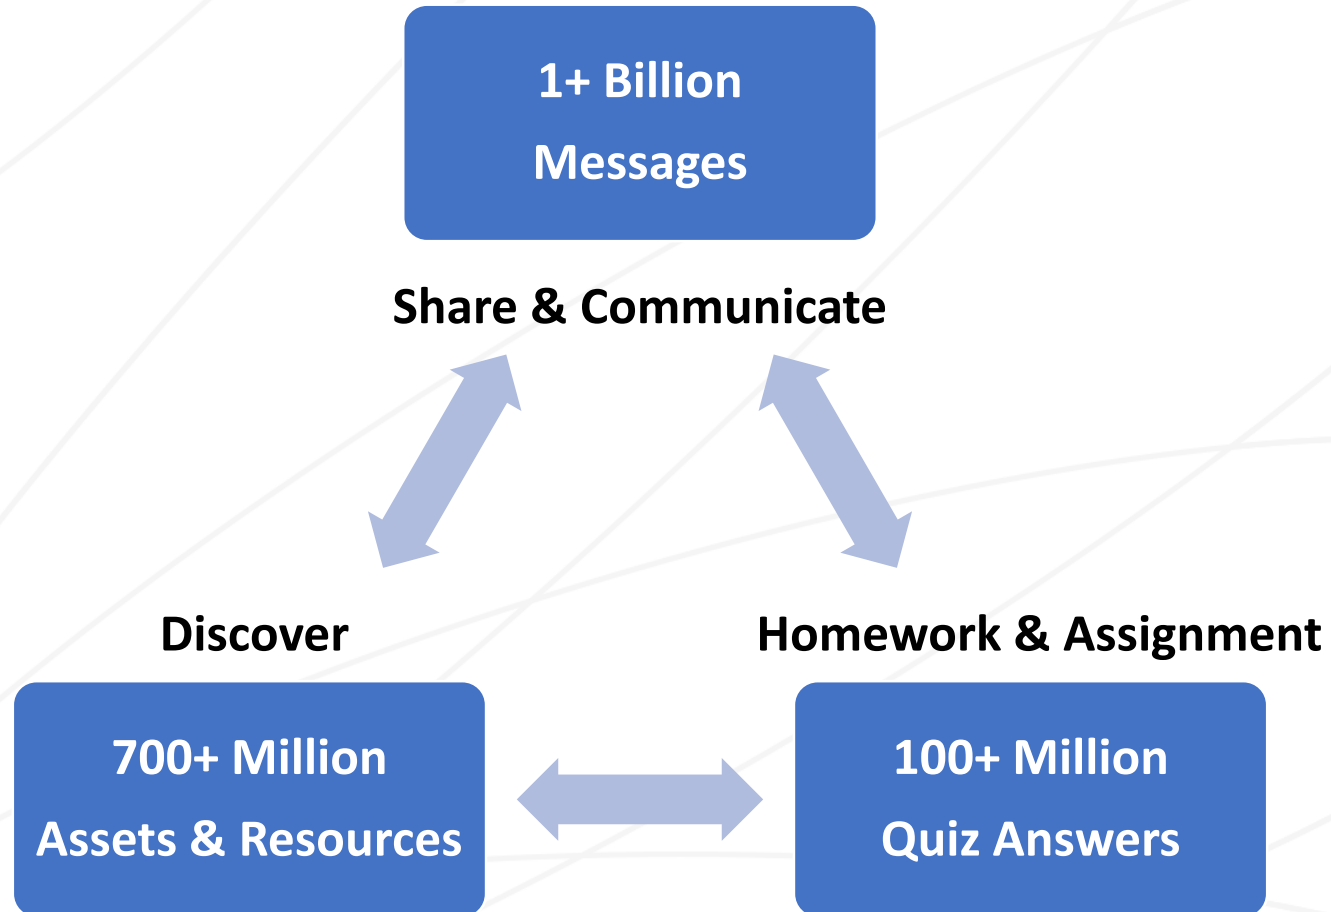 1+ Billion
Messages
Share & Communicate
Discover
Homework & Assignment
700+ Million
Assets & Resources
100+ Million
Quiz Answers